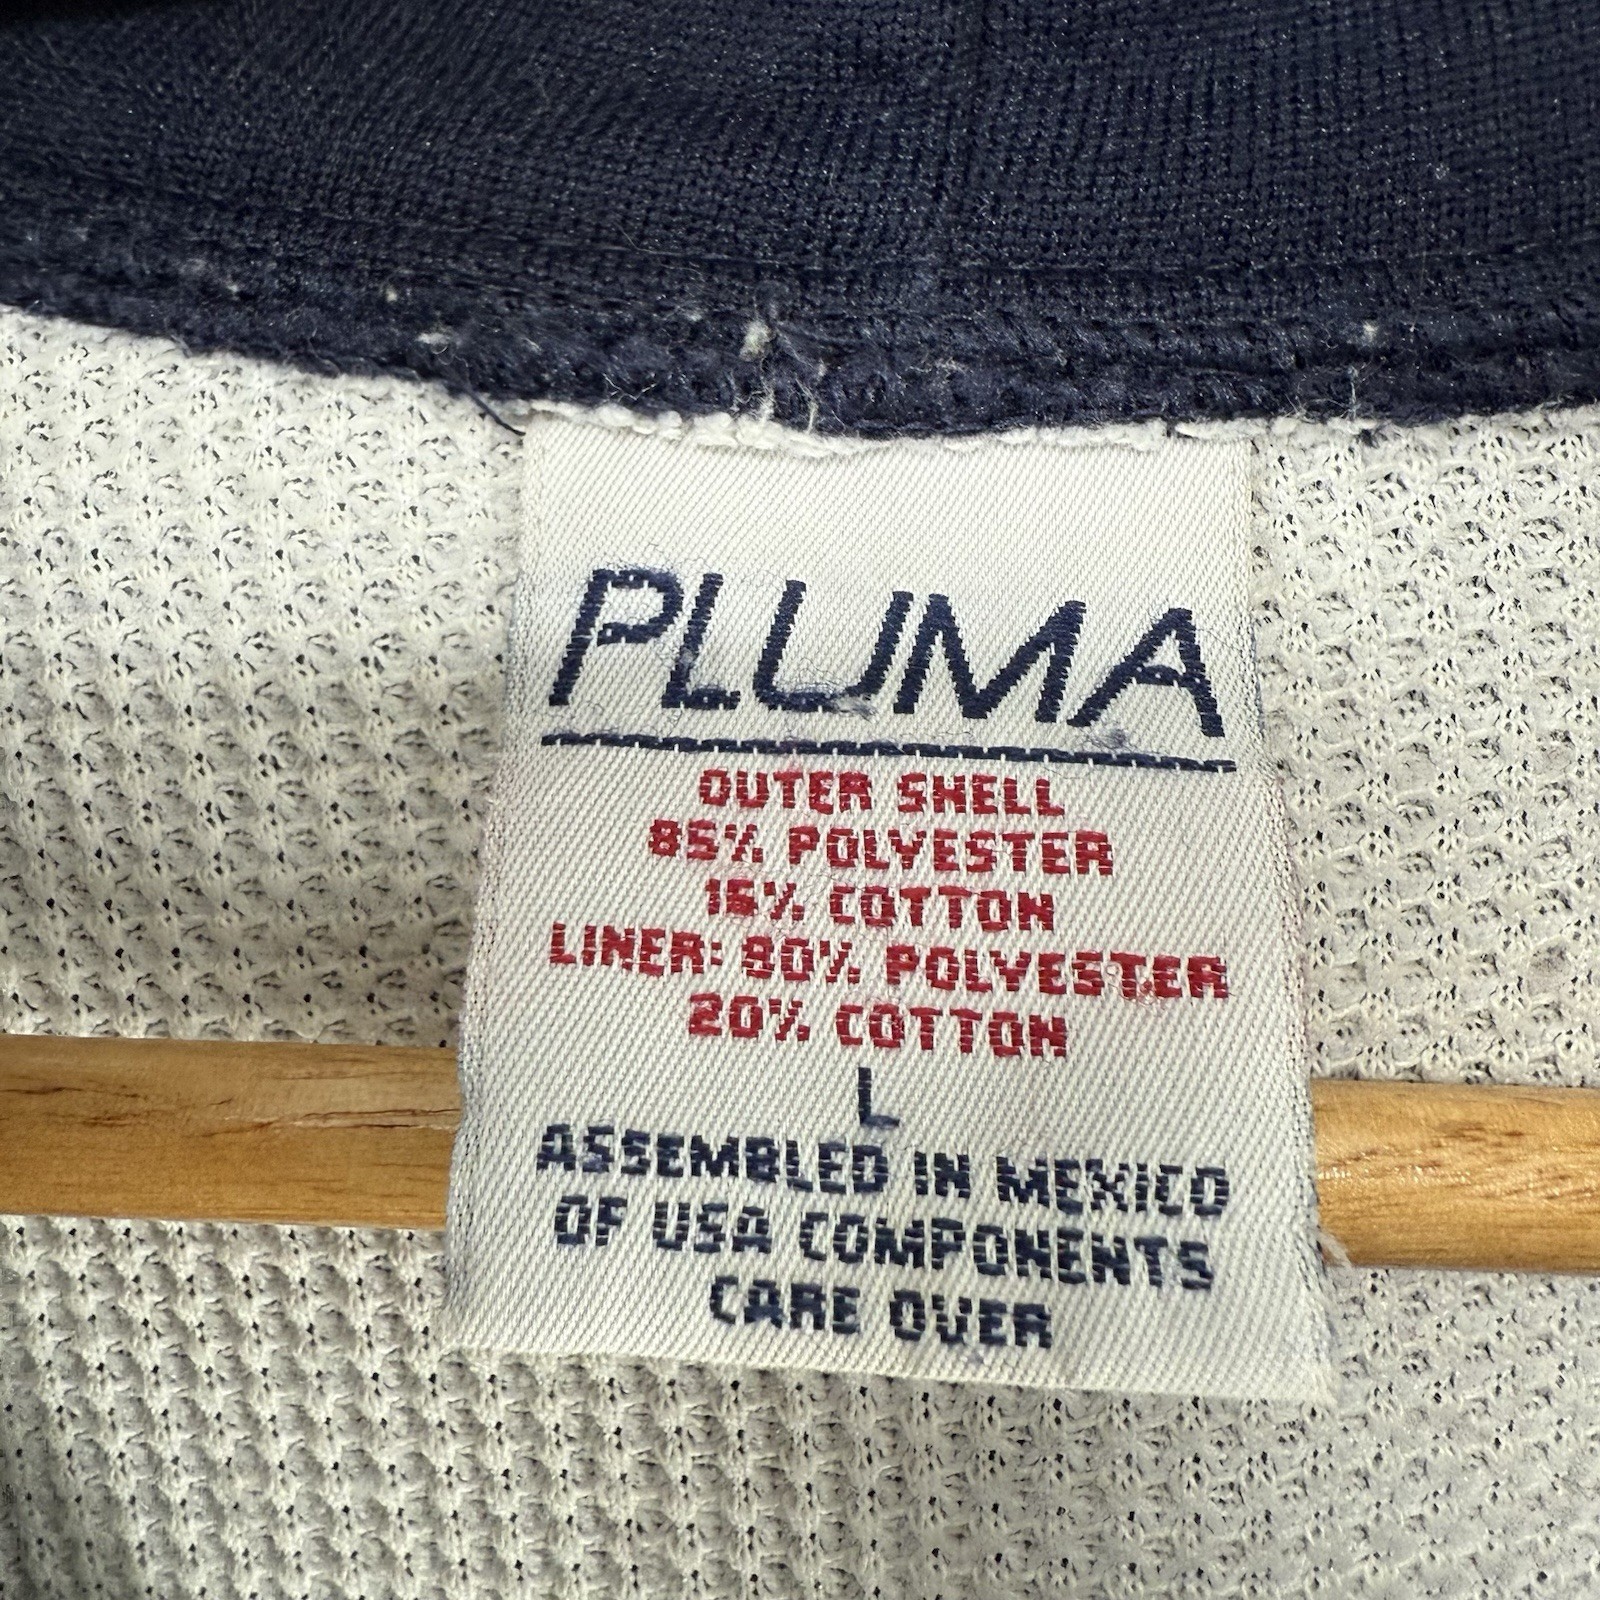 PLUMA
OUTER SHELL
85% POLYESTER
15% COTTON
LINER: 80% POLYESTER
20% COTTON
L
ASSEMBLED IN MEXICO
OF USA COMPONENTS
CARE OVER